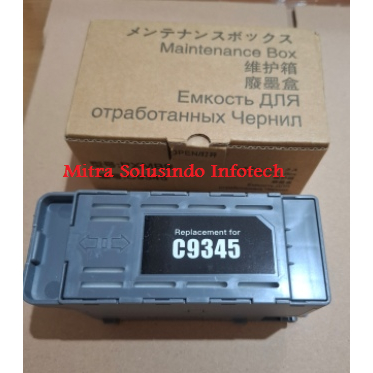 メンテナンスボックス
Maintenance Box
维护箱
廢墨盒
Емкость ДЛЯ
отработанных Чернил
Mitra Solusindo Infotech
Replacement for
C9345